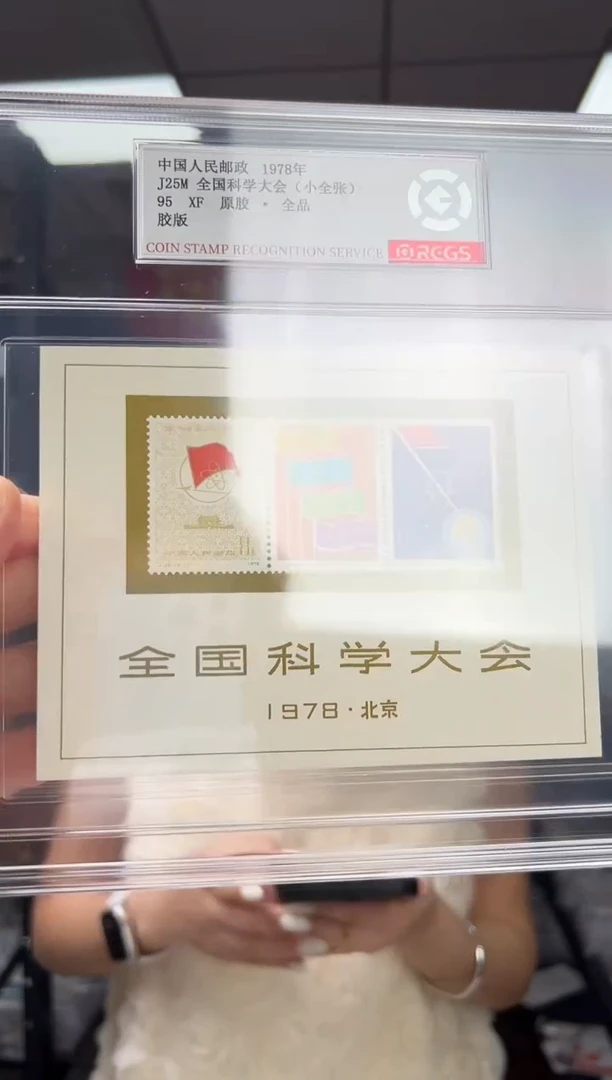 中国人民邮政 1978年
J25M 全国科学大会（小全张）
95 XF 原胶 · 全品
胶版
COIN STAMP RECOGNITION SERVICE
全国科学大会
1978·北京